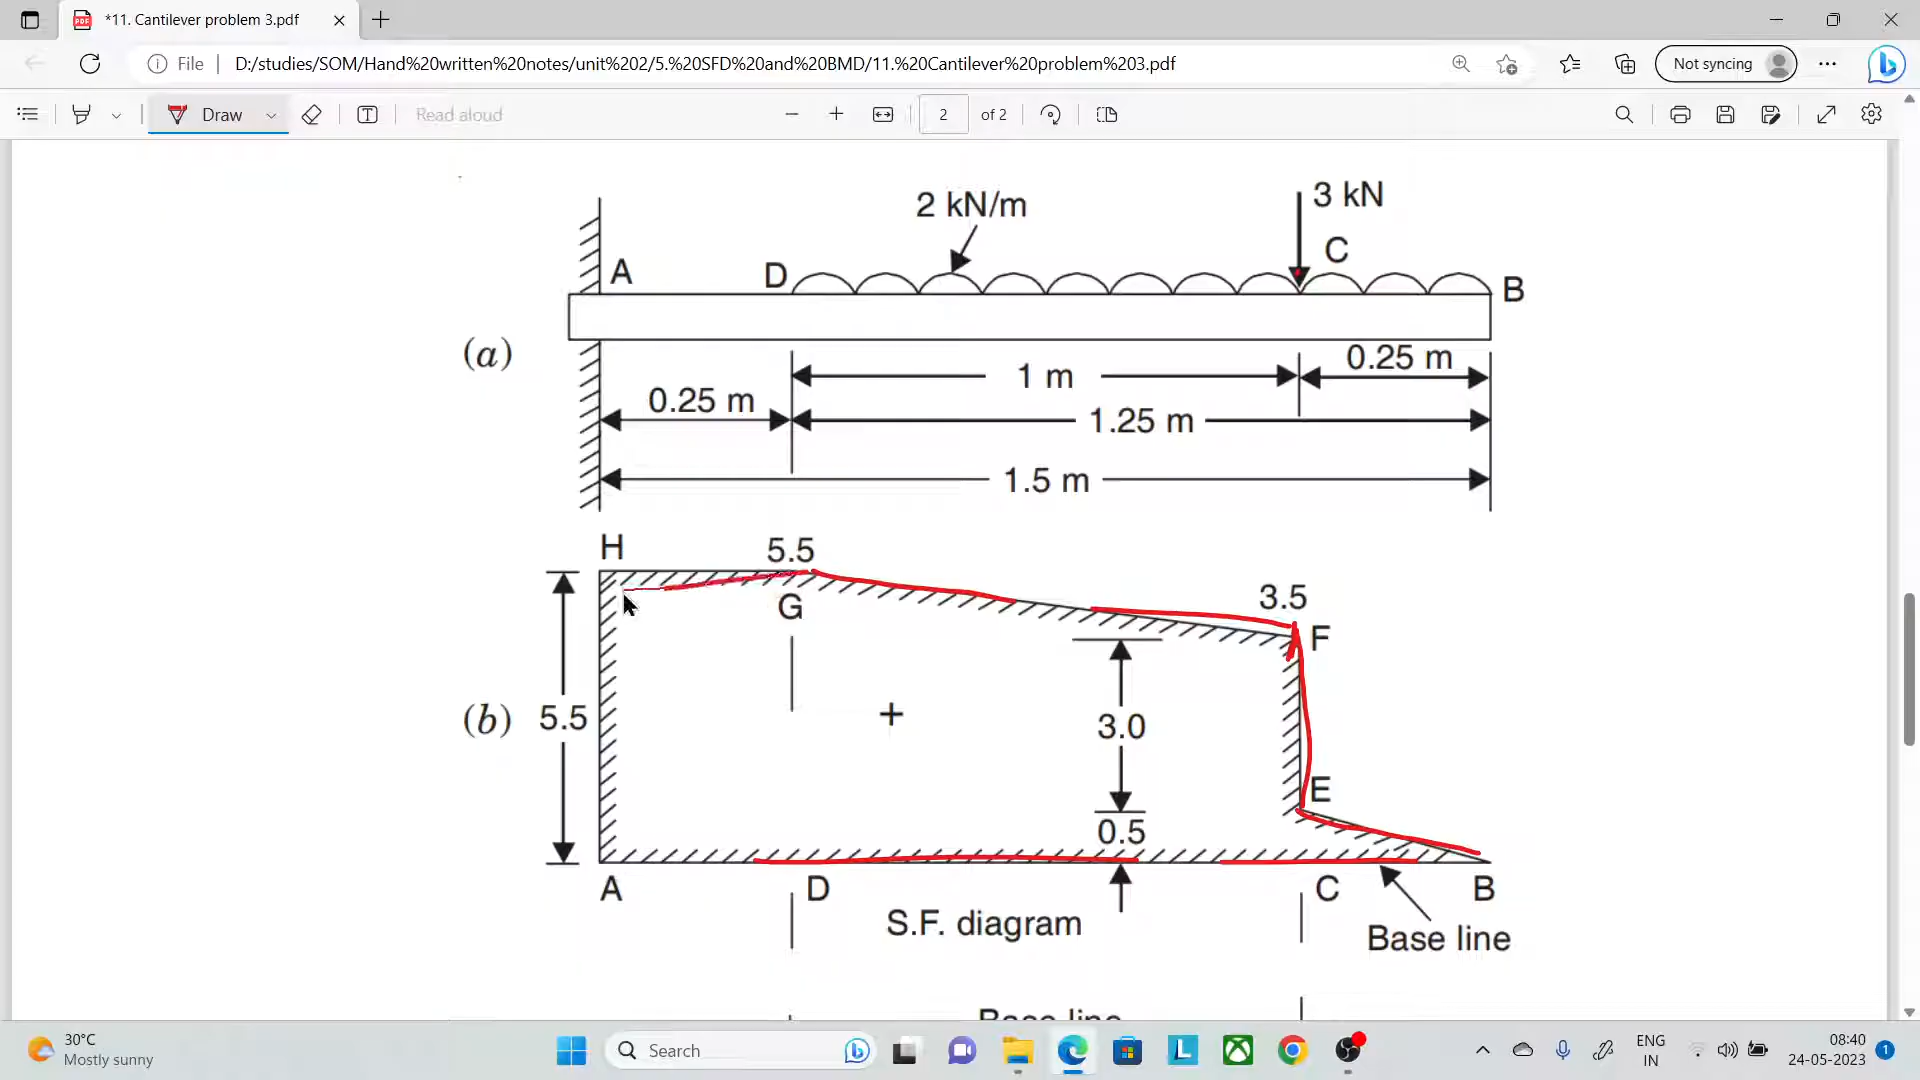 *11. Cantilever problem 3.pdf
File
D:/studies/SOM/Hand%20written%20notes/unit%202/5.%20SFD%20and%20BMD/11.%20Cantilever%20problem%203.pdf
Not syncing
Draw
Read aloud
2
of 2
2 kN/m
3 kN
A
D
C
B
(a)
0.25 m
1 m
0.25 m
1.25 m
1.5 m
H
5.5
G
3.5
F
(b)
5.5
+
3.0
E
0.5
A
D
C
B
S.F. diagram
Base line
30°C
Mostly sunny
Search
ENG
IN
08:40
24-05-2023
1